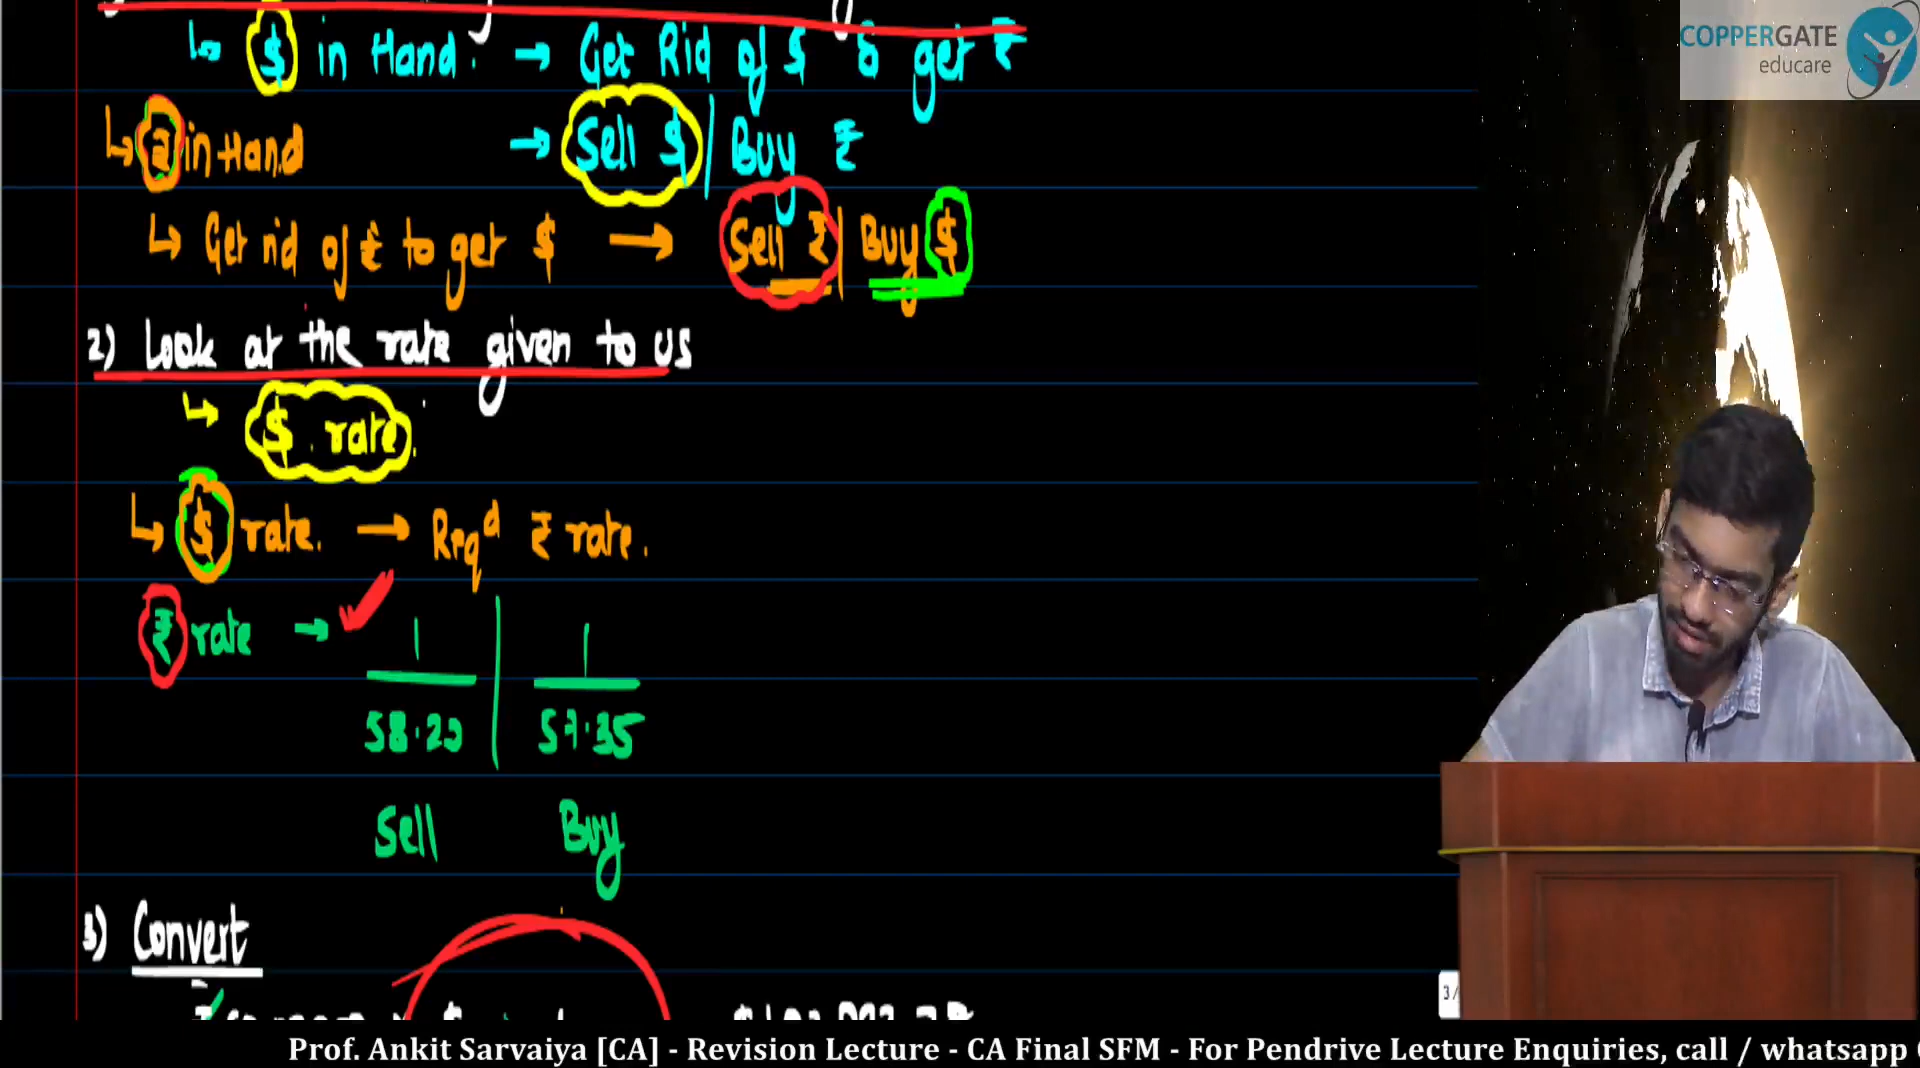 ↳ $ in Hand. → Get Rid of $ & get ₹
↳ ₹ in Hand → Sell $ | Buy ₹
↳ Get rid of ₹ to get $ → Sell ₹ | Buy $
2) Look at the rate given to us
↳ $ rate.
↳ $ rate. → Reqd ₹ rate.
₹ rate → 1 | 1
58.20 | 57.35
Sell Buy
3) Convert
COPPERGATE
educare
3/
Prof. Ankit Sarvaiya [CA] - Revision Lecture - CA Final SFM - For Pendrive Lecture Enquiries, call / whatsapp